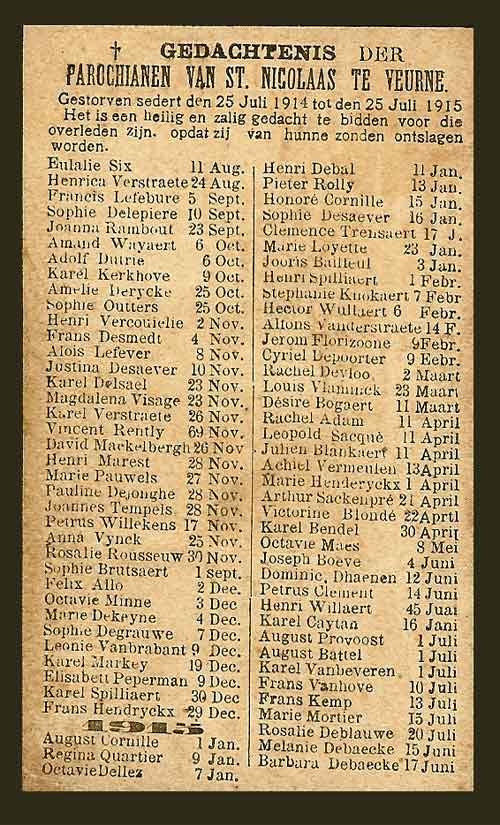 † GEDACHTENIS DER
PAROCHIANEN VAN ST. NICOLAAS TE VEURNE.
Gestorven sedert den 25 Juli 1914 tot den 25 Juli 1915
Het is een heilig en zalig gedacht te bidden voor die
overleden zijn, opdat zij van hunne zonden ontslagen
worden.
Eulalie Six 11 Aug.
Henrica Verstraete 24 Aug.
Francis Lefebure 5 Sept.
Sophie Delepiere 10 Sept.
Joanna Rambout 23 Sept.
Amand Wayaert 6 Oct.
Adolf Dutrie 6 Oct.
Karel Kerkhove 9 Oct.
Amelie Derycke 25 Oct.
Sophie Outters 25 Oct.
Henri Vercoutelie 2 Nov.
Frans Desmedt 4 Nov.
Alois Lefever 8 Nov.
Justina Desaever 10 Nov.
Karel Delsael 23 Nov.
Magdalena Visage 23 Nov.
Karel Verstraete 26 Nov.
Vincent Rently 69 Nov.
David Maekelbergh 26 Nov
Henri Marest 28 Nov.
Marie Pauwels 27 Nov.
Pauline Dejonghe 28 Nov.
Joannes Tempels 28 Nov.
Petrus Willekens 17 Nov.
Anna Vynck 25 Nov.
Rosalie Rousseuw 30 Nov.
Sophie Brutsaert 1 sept.
Felix Allo 2 Dec.
Octavie Minne 3 Dec
Marie Dekeyne 4 Dec.
Sophie Degrauwe 7 Dec.
Leonie Vanbrabant 9 Dec.
Karel Markey 19 Dec.
Elisabett Peperman 9 Dec.
Karel Spilliaert 30 Dec
Frans Hendryckx 29 Dec.
1915
August Cornille 1 Jan.
Regina Quartier 9 Jan.
Octavie Dellez 7 Jan.
Henri Debal 11 Jan.
Pieter Rolly 13 Jan.
Honoré Cornille 15 Jan.
Sophie Desaever 16 Jan.
Clemence Trensaert 17 J.
Marie Loyette 23 Jan.
Jooris Bailleul 3 Jan.
Henri Spilliaert 1 Febr.
Stephanie Knokaert 7 Febr
Hector Wullaert 6 Febr.
Alfons Vanderstraete 14 F.
Jerom Florizoone 9Febr.
Cyriel Depoorter 9 Eebr.
Rachel Devloo 2 Maart
Louis Vlaminck 23 Maart
Désire Bogaert 11 Maart
Rachel Adam 11 April
Leopold Sacqué 11 April
Julien Blankaert 11 April
Achiel Vermeulen 13April
Marie Henderyckx 1 April
Arthur Sackenpré 21 April
Victorine Blondé 22Aprtl
Karel Bendel 30 April
Octavie Maes 8 Mei
Joseph Boeve 4 Juni
Dominic, Dhaenen 12 Juni
Petrus Clement 14 Juni
Henri Willaert 45 Juai
Karel Caytan 16 Jani
August Provoost 1 Juli
August Battel 1 Juli
Karel Vanbeveren 1 Juli
Frans Vanhove 10 Juli
Frans Kemp 13 Juli
Marie Mortier 15 Juli
Rosalie Deblauwe 20 Juli
Melanie Debaecke 15 Juni
Barbara Debaecke 17 Juni